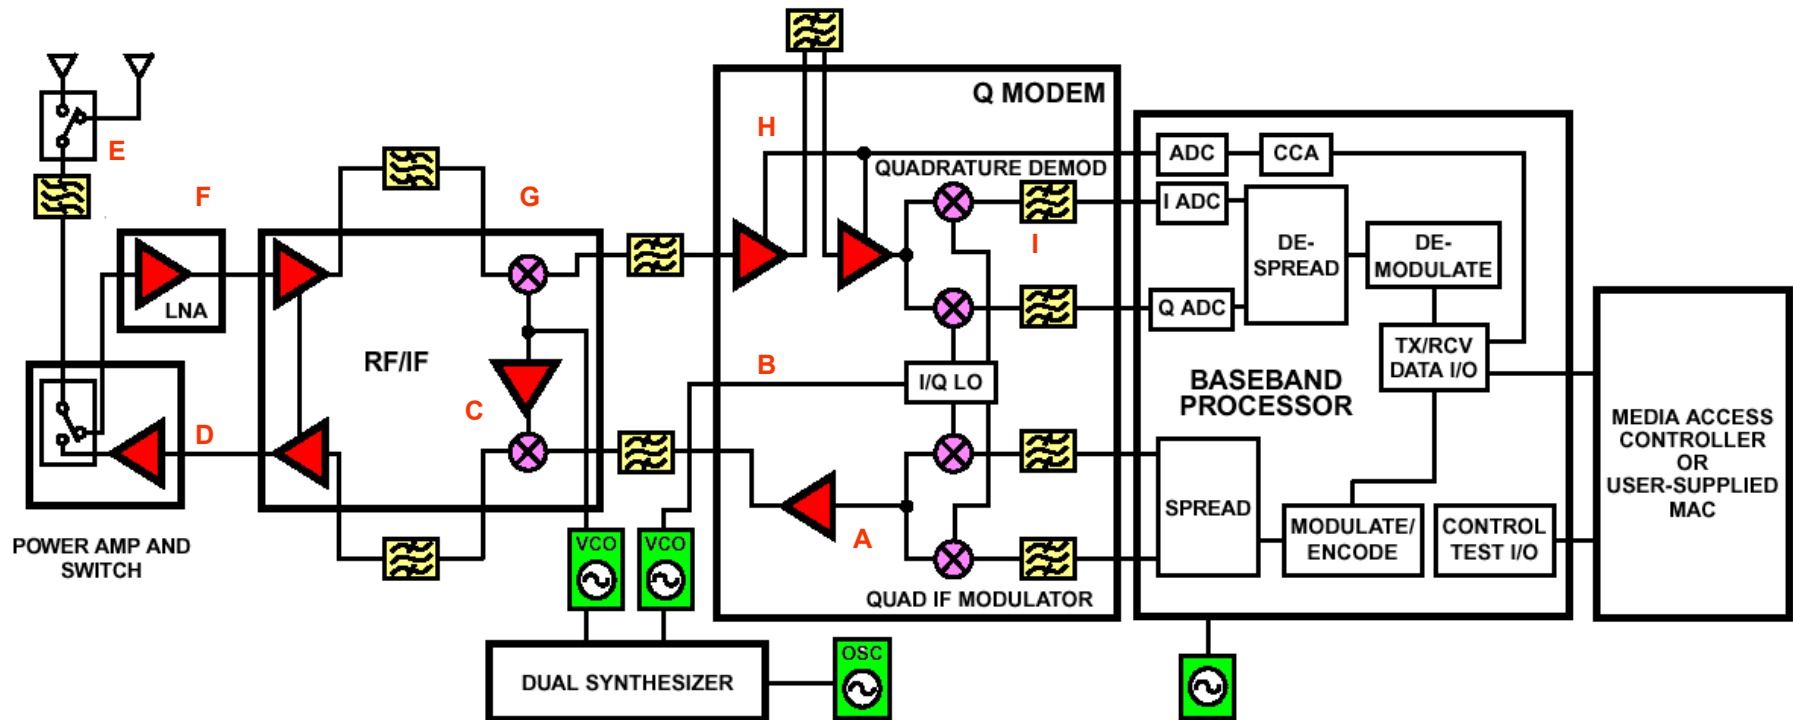 Q MODEM
H
E
ADC
CCA
QUADRATURE DEMOD
F
G
I ADC
I
DE-
SPREAD
DE-
MODULATE
LNA
Q ADC
RF/IF
B
TX/RCV
DATA I/O
I/Q LO
BASEBAND
PROCESSOR
C
D
MEDIA ACCESS
CONTROLLER
OR
USER-SUPPLIED
MAC
SPREAD
MODULATE/
ENCODE
CONTROL
TEST I/O
A
POWER AMP AND
SWITCH
VCO
VCO
QUAD IF MODULATOR
OSC
DUAL SYNTHESIZER